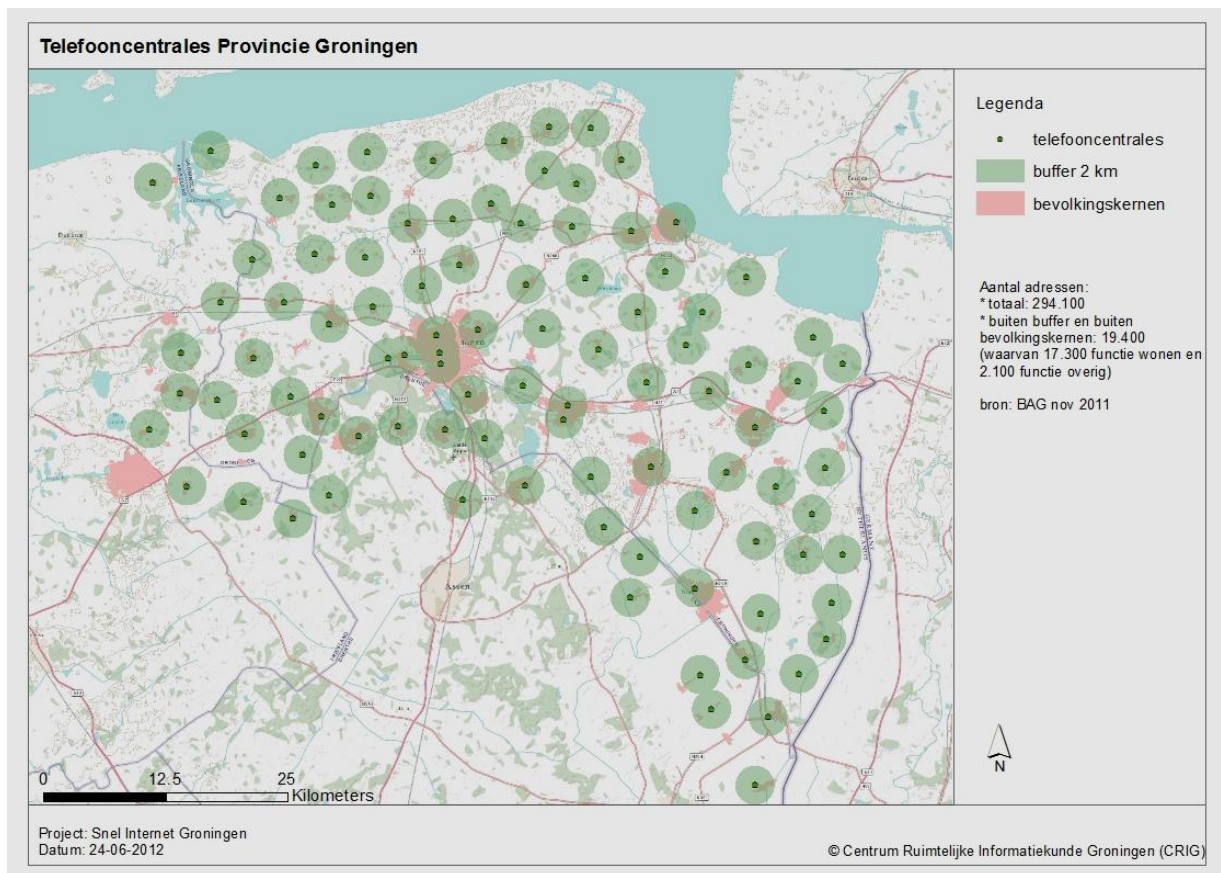 Telefooncentrales Provincie Groningen
Legenda
telefooncentrales
buffer 2 km
bevolkingskernen
Aantal adressen:
* totaal: 294.100
* buiten buffer en buiten
bevolkingskernen: 19.400
(waarvan 17.300 functie wonen en
2.100 functie overig)
bron: BAG nov 2011
Assen
GERMANY
N
0 12.5 25
Kilometers
Project: Snel Internet Groningen
Datum: 24-06-2012
© Centrum Ruimtelijke Informatiekunde Groningen (CRIG)